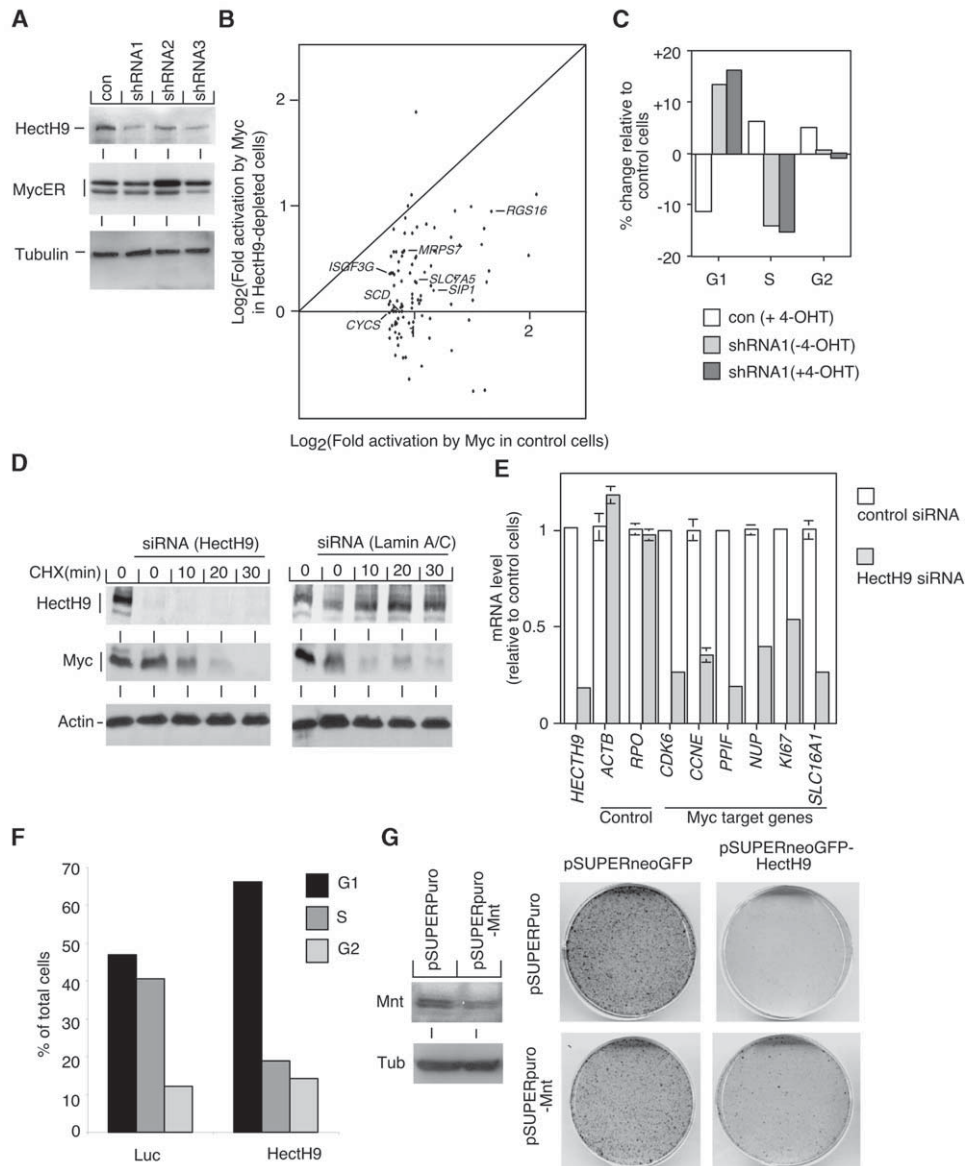 A
con
shRNA1
shRNA2
shRNA3
HectH9
MycER
Tubulin
B
Log2(Fold activation by Myc
in HectH9-depleted cells)
2
1
0
2
RGS16
MRPS7
ISGF3G
SLC7A5
SIP1
SCD
CYCS
Log2(Fold activation by Myc in control cells)
C
% change relative to
control cells
+20
+10
0
-10
-20
G1
S
G2
con (+ 4-OHT)
shRNA1(-4-OHT)
shRNA1(+4-OHT)
D
siRNA (HectH9)
siRNA (Lamin A/C)
CHX(min)
0
0
10
20
30
0
0
10
20
30
HectH9
Myc
Actin
E
mRNA level
(relative to control cells)
1
0.5
0
HECTH9
ACTB
RPO
CDK6
CCNE
PPIF
NUP
KI67
SLC16A1
Control
Myc target genes
control siRNA
HectH9 siRNA
F
% of total cells
70
60
50
40
30
20
10
0
Luc
HectH9
G1
S
G2
G
pSUPERPuro
pSUPERpuro
-Mnt
Mnt
Tub
pSUPERneoGFP
pSUPERneoGFP-
HectH9
pSUPERPuro
pSUPERpuro
-Mnt